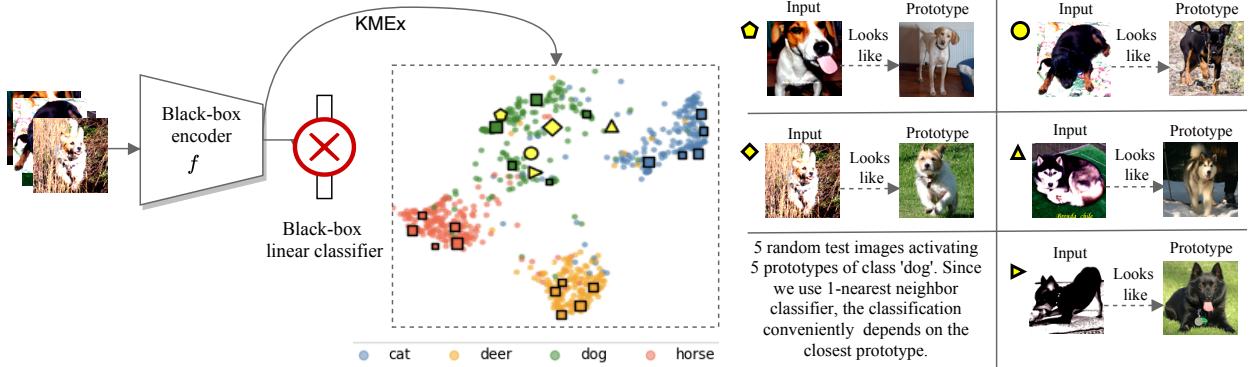 KMEx
Black-box
encoder
f
Black-box
linear classifier
cat deer dog horse
Input Prototype
Looks
like
Input Prototype
Looks
like
Input Prototype
Looks
like
Input Prototype
Looks
like
Brenda chile
5 random test images activating
5 prototypes of class 'dog'. Since
we use 1-nearest neighbor
classifier, the classification
conveniently depends on the
closest prototype.
Input Prototype
Looks
like